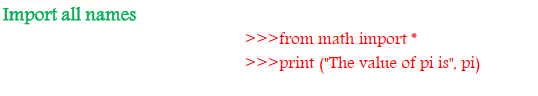 Import all names
>>>from math import *
>>>print ("The value of pi is", pi)